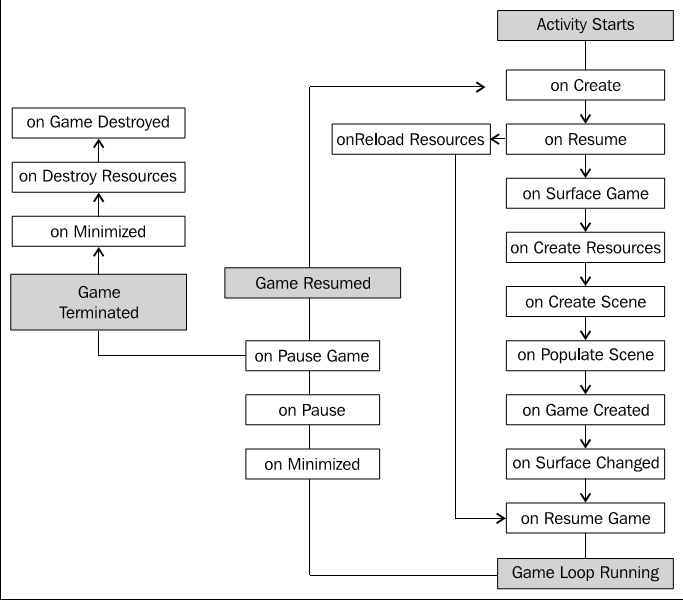 Activity Starts
on Create
on Game Destroyed
onReload Resources
on Resume
on Destroy Resources
on Surface Game
on Minimized
on Create Resources
Game
Terminated
Game Resumed
on Create Scene
on Pause Game
on Populate Scene
on Pause
on Game Created
on Minimized
on Surface Changed
on Resume Game
Game Loop Running